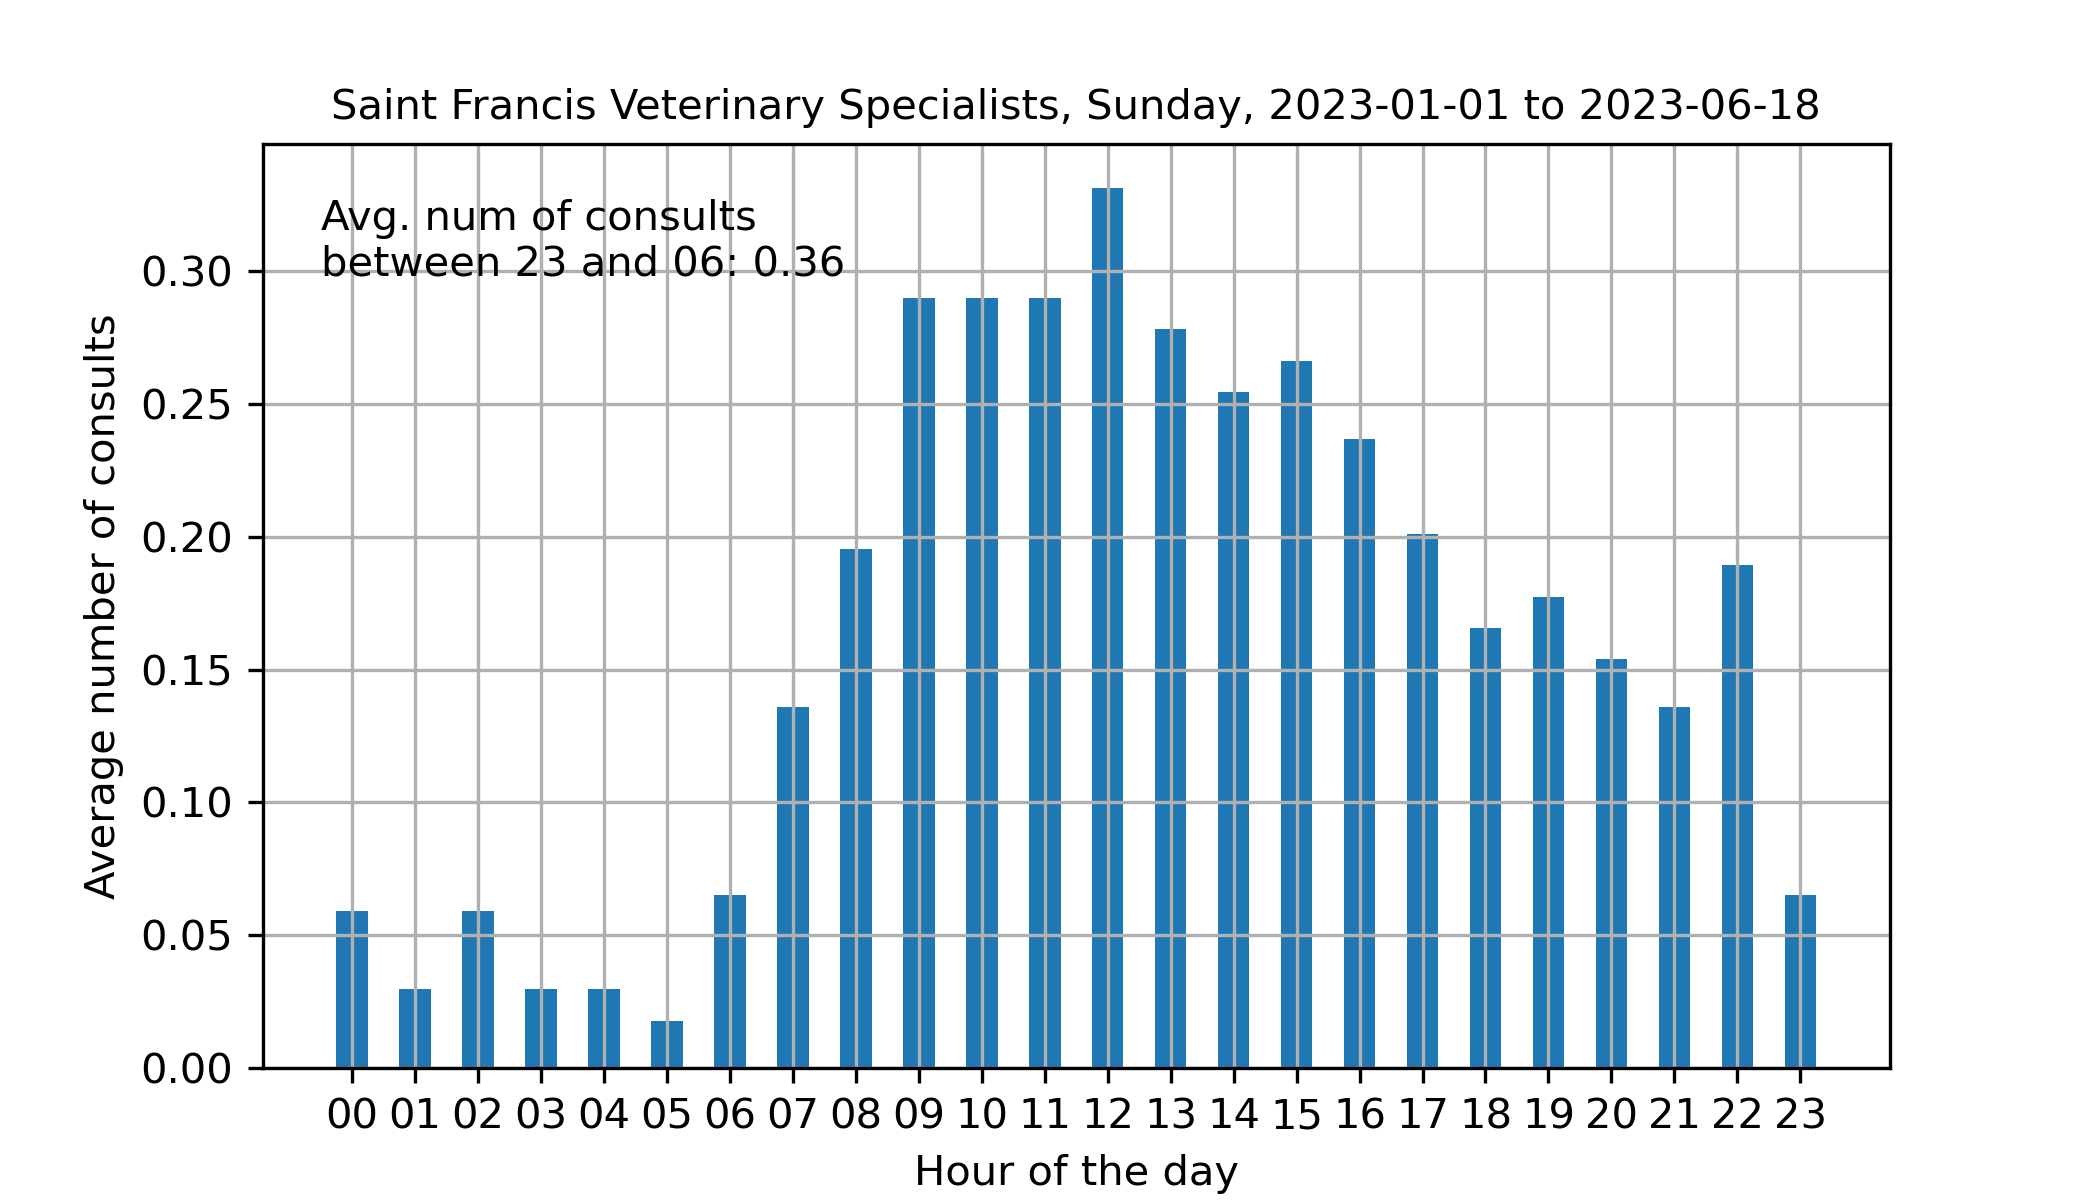 Saint Francis Veterinary Specialists, Sunday, 2023-01-01 to 2023-06-18
Avg. num of consults
between 23 and 06: 0.36
Average number of consults
0.30
0.25
0.20
0.15
0.10
0.05
0.00
00 01 02 03 04 05 06 07 08 09 10 11 12 13 14 15 16 17 18 19 20 21 22 23
Hour of the day